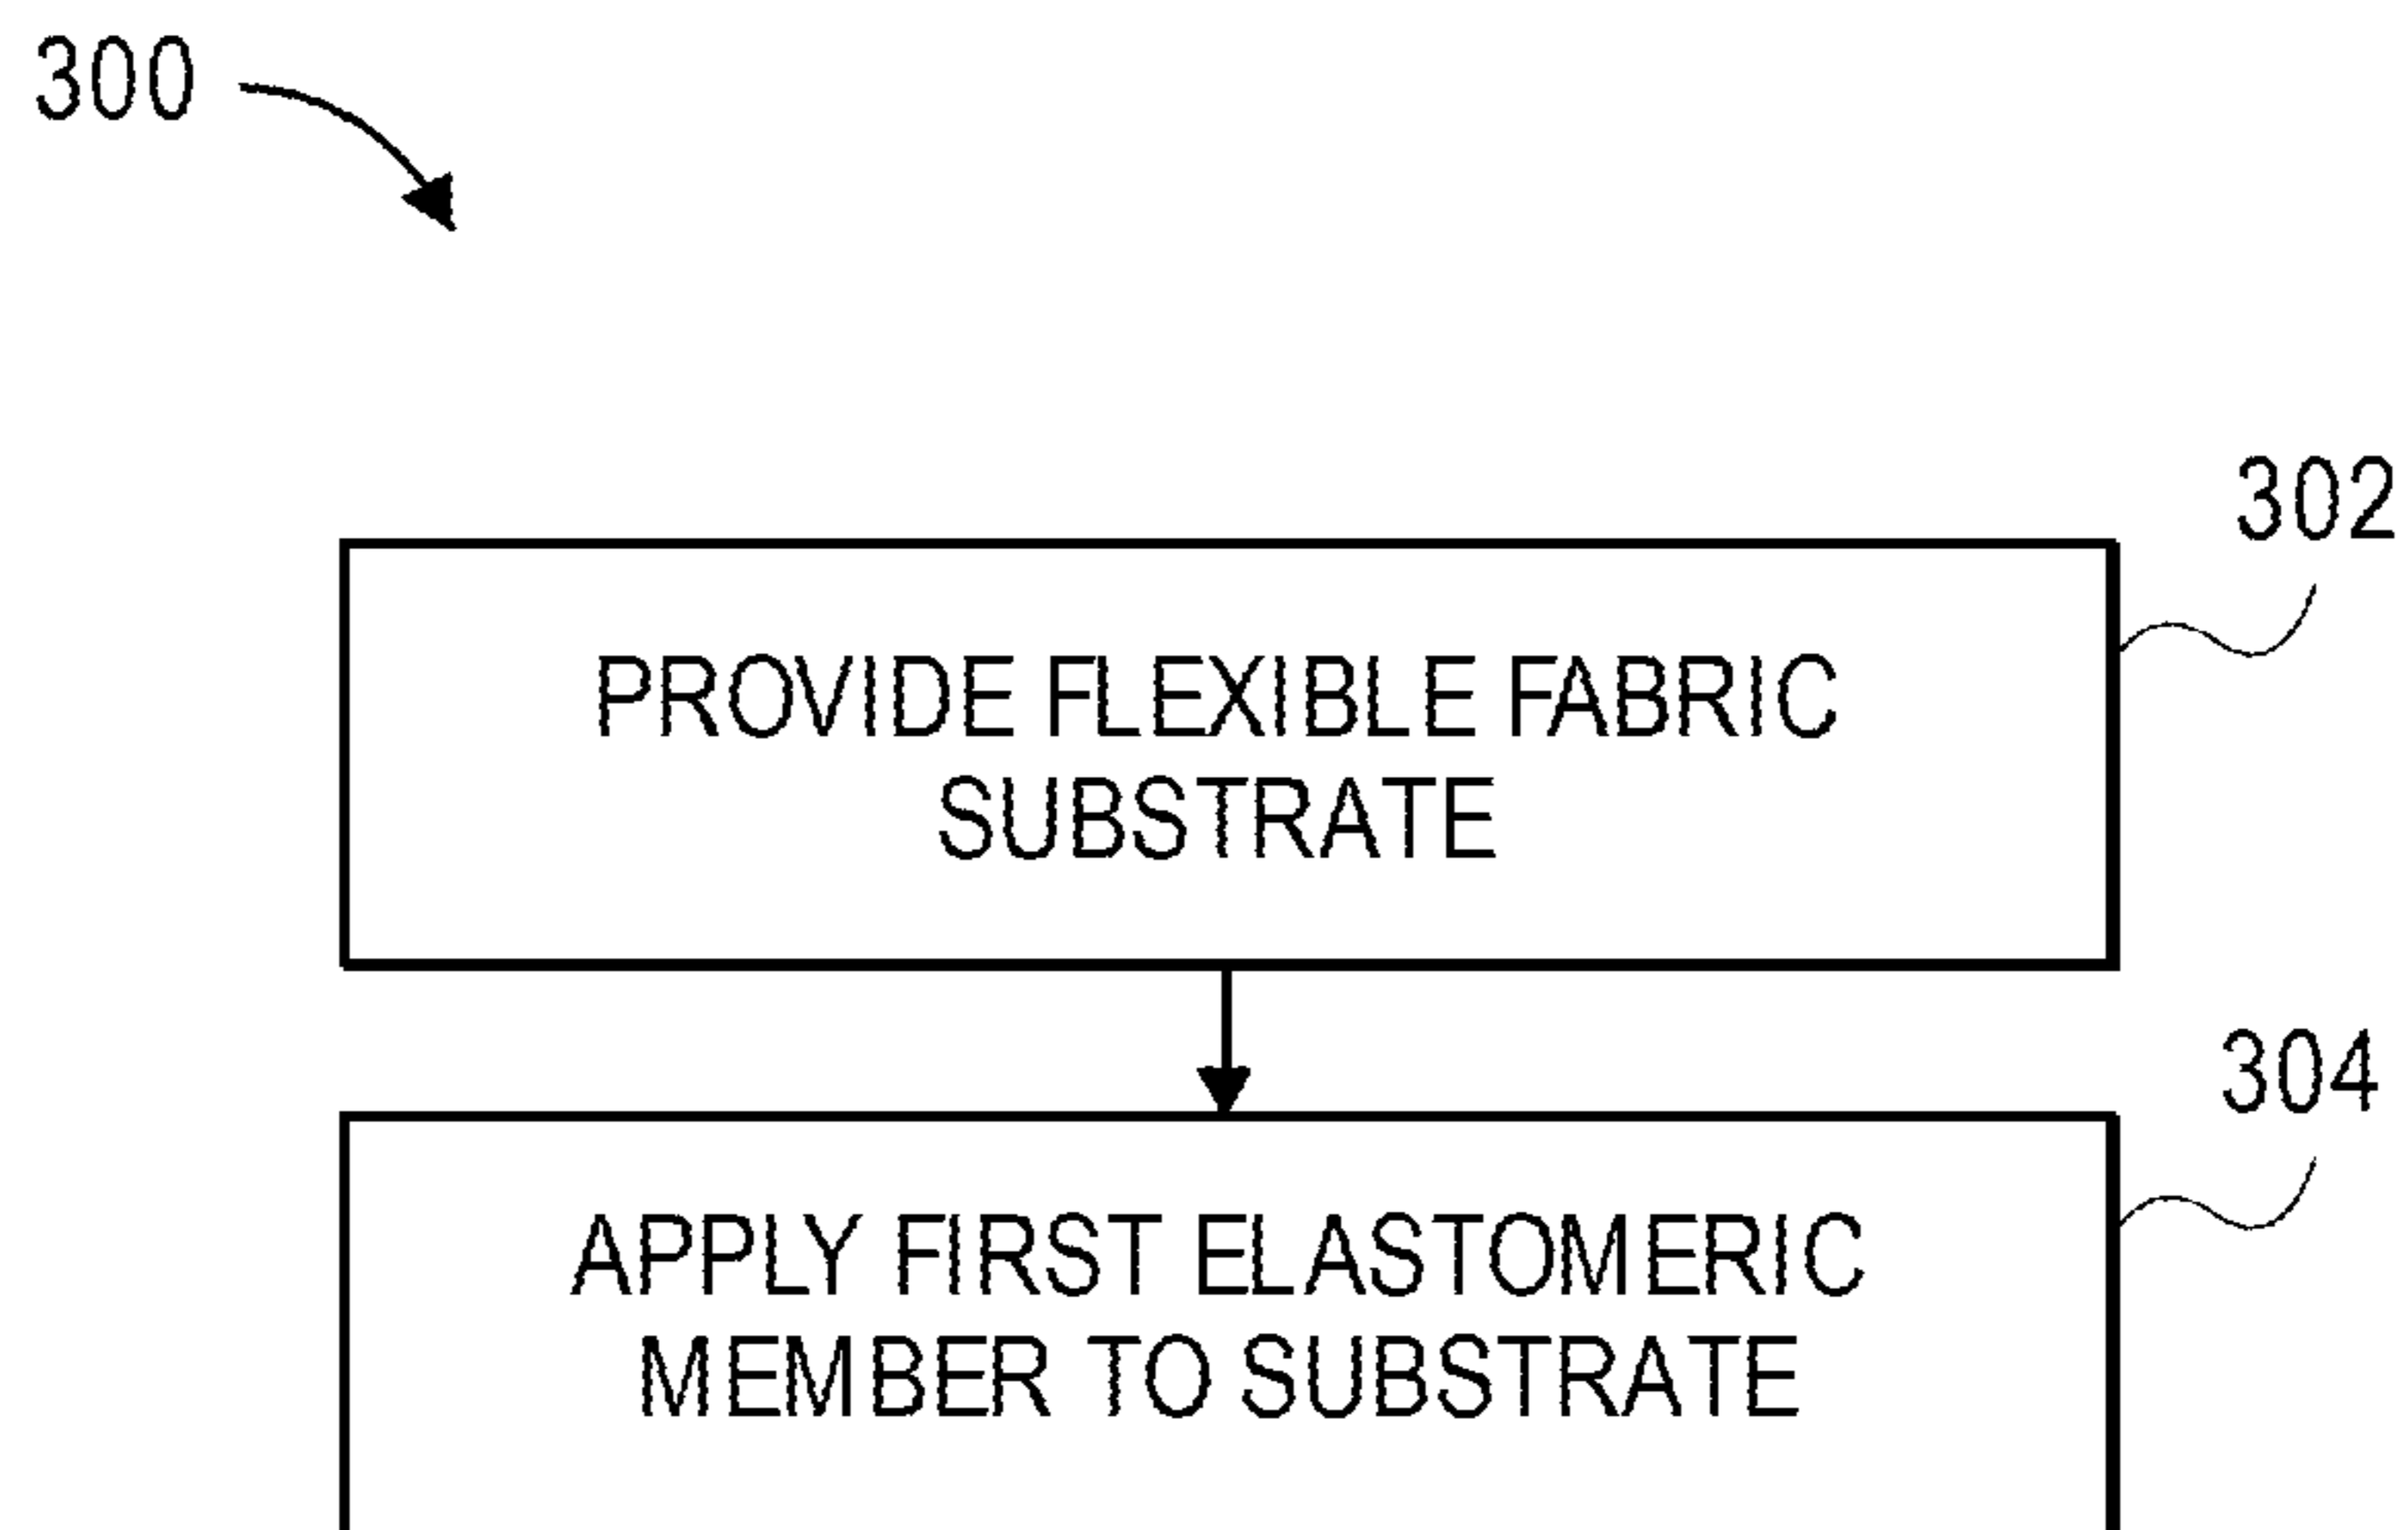 300
302
PROVIDE FLEXIBLE FABRIC
SUBSTRATE
304
APPLY FIRST ELASTOMERIC
MEMBER TO SUBSTRATE